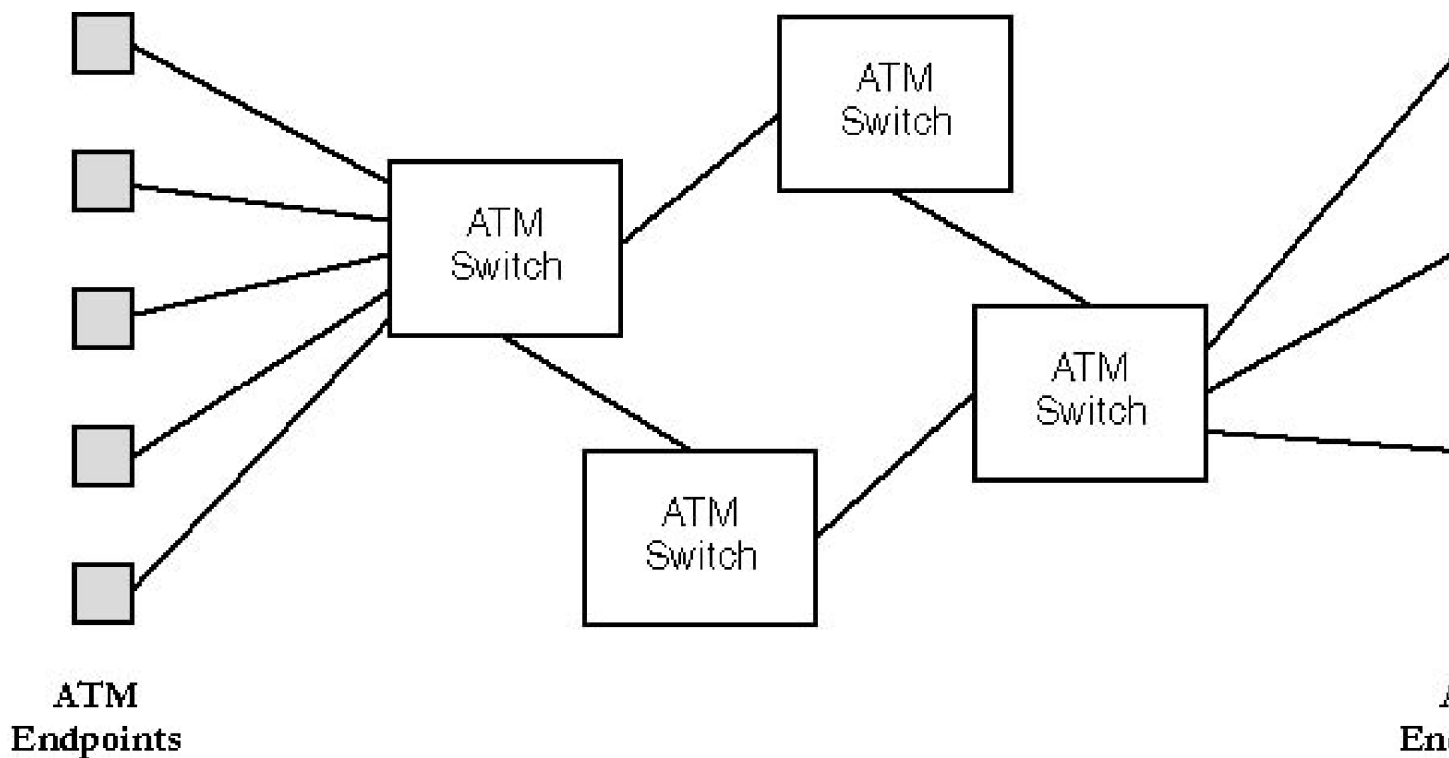 ATM
Switch
ATM
Switch
ATM
Switch
ATM
Switch
ATM
Endpoints